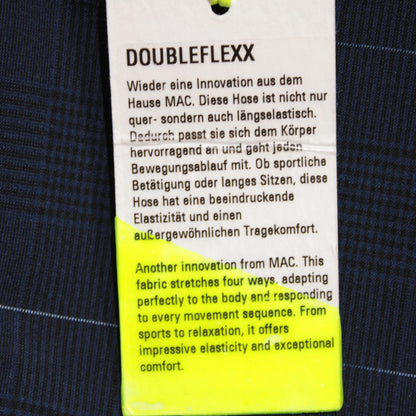 DOUBLEFLEXX
Wieder eine Innovation aus dem
Hause MAC. Diese Hose ist nicht nur
quer- sondern auch längselastisch.
Dadurch passt sie sich dem Körper
hervorragend an und geht jeden
Bewegungsablauf mit. Ob sportliche
Betätigung oder langes Sitzen, diese
Hose hat eine beeindruckende
Elastizität und einen
außergewöhnlichen Tragekomfort.
Another innovation from MAC. This
fabric stretches four ways. adapting
perfectly to the body and responding
to every movement sequence. From
sports to relaxation, it offers
impressive elasticity and exceptional
comfort.